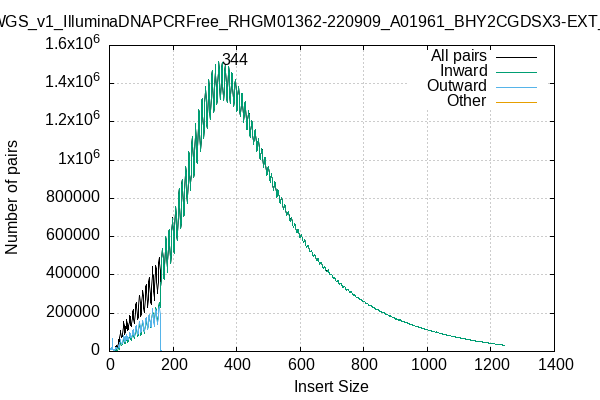 WGS_v1_IlluminaDNAPCRFree_RHGM01362-220909_A01961_BHY2CGDSX3-EXT_
1.6x10^6
1.4x10^6
1.2x10^6
1x10^6
800000
600000
400000
200000
0
Number of pairs
344
All pairs
Inward
Outward
Other
0 200 400 600 800 1000 1200 1400
Insert Size